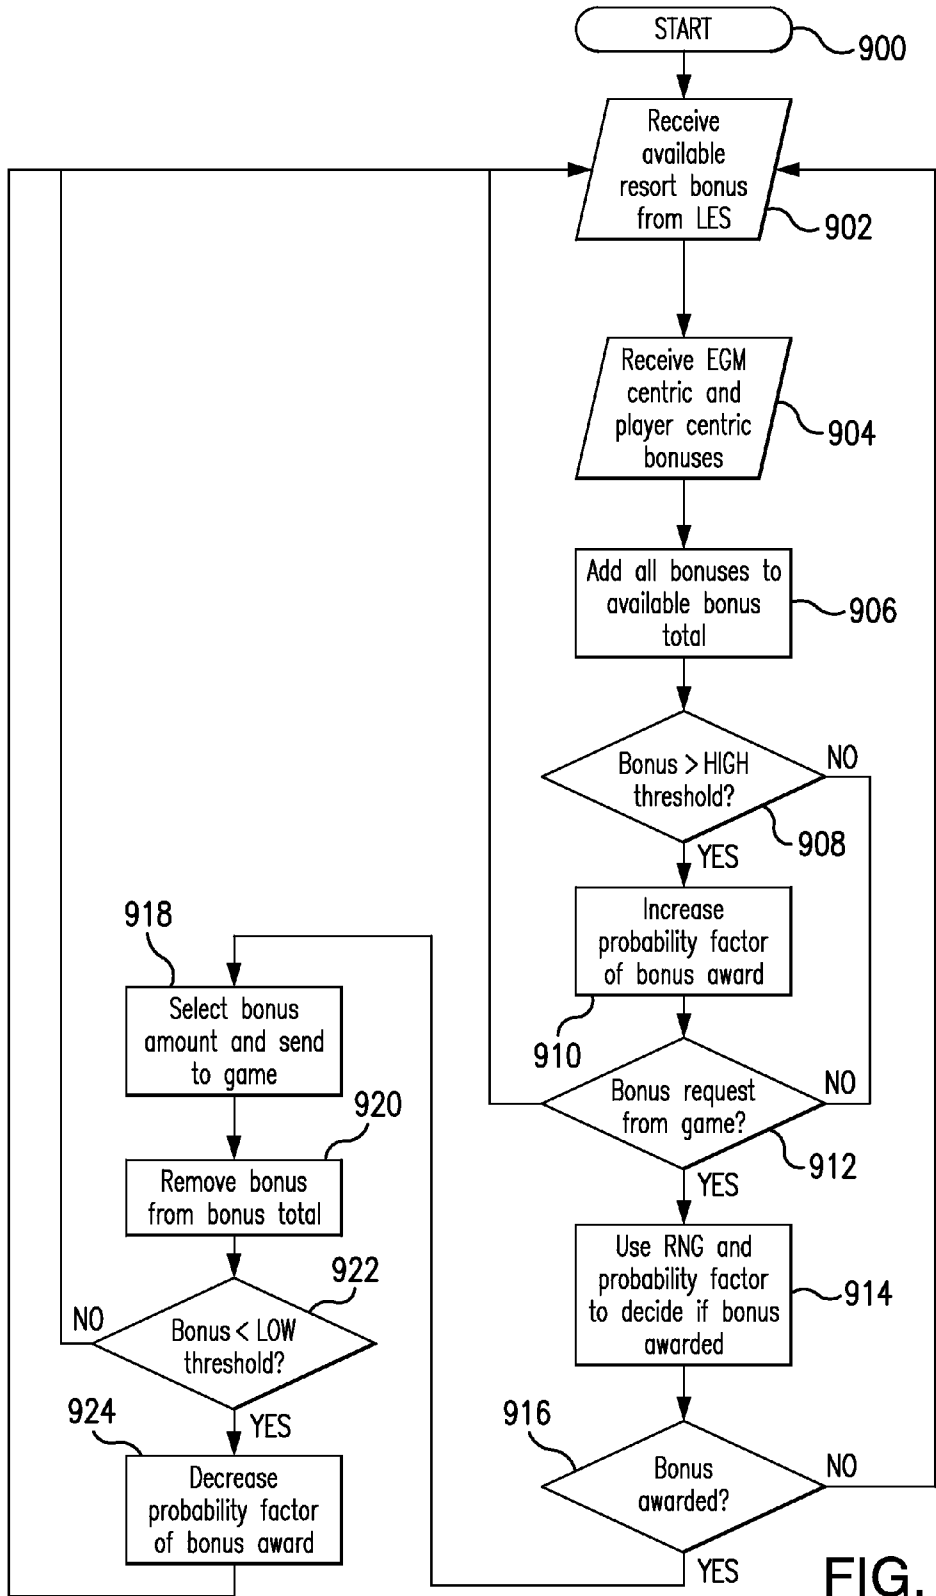 START
900
Receive
available
resort bonus
from LES
902
Receive EGM
centric and
player centric
bonuses
904
Add all bonuses to
available bonus
total
906
Bonus > HIGH
threshold?
NO
908
YES
Increase
probability factor
of bonus award
910
Bonus request
from game?
NO
912
YES
Use RNG and
probability factor
to decide if bonus
awarded
914
916
Bonus
awarded?
NO
YES
918
Select bonus
amount and send
to game
920
Remove bonus
from bonus total
922
Bonus < LOW
threshold?
NO
YES
924
Decrease
probability factor
of bonus award
FIG.